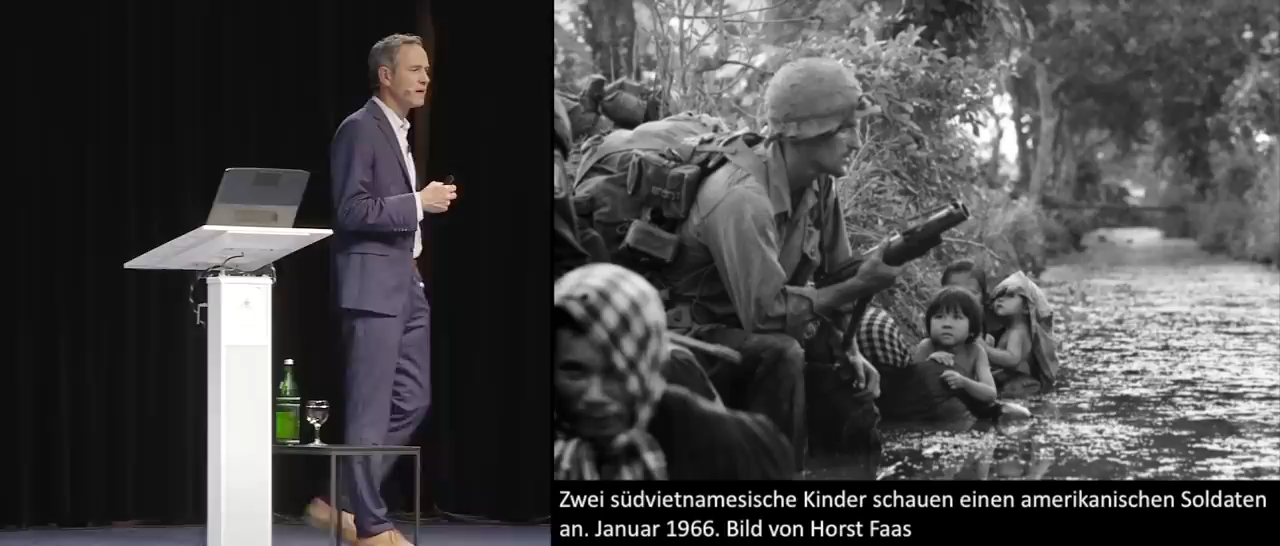 Zwei südvietnamesische Kinder schauen einen amerikanischen Soldaten
an. Januar 1966. Bild von Horst Faas